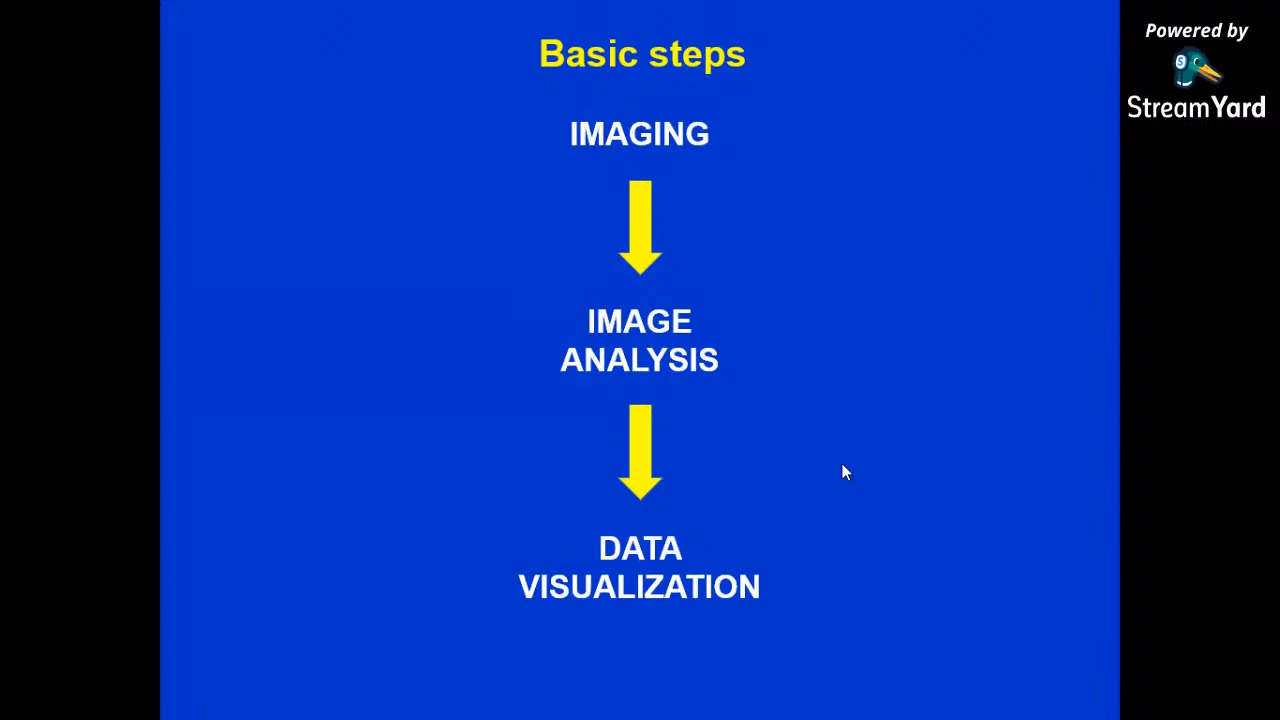 Basic steps
IMAGING
IMAGE
ANALYSIS
DATA
VISUALIZATION
Powered by
S
StreamYard